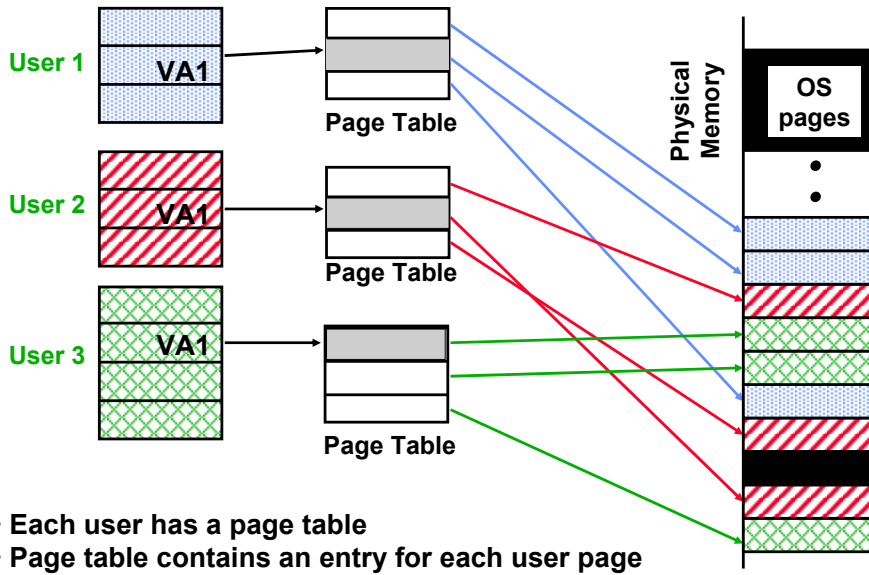 User 1
VA1
Page Table
User 2
VA1
Page Table
User 3
VA1
Page Table
Physical
Memory
OS
pages
Each user has a page table
Page table contains an entry for each user page